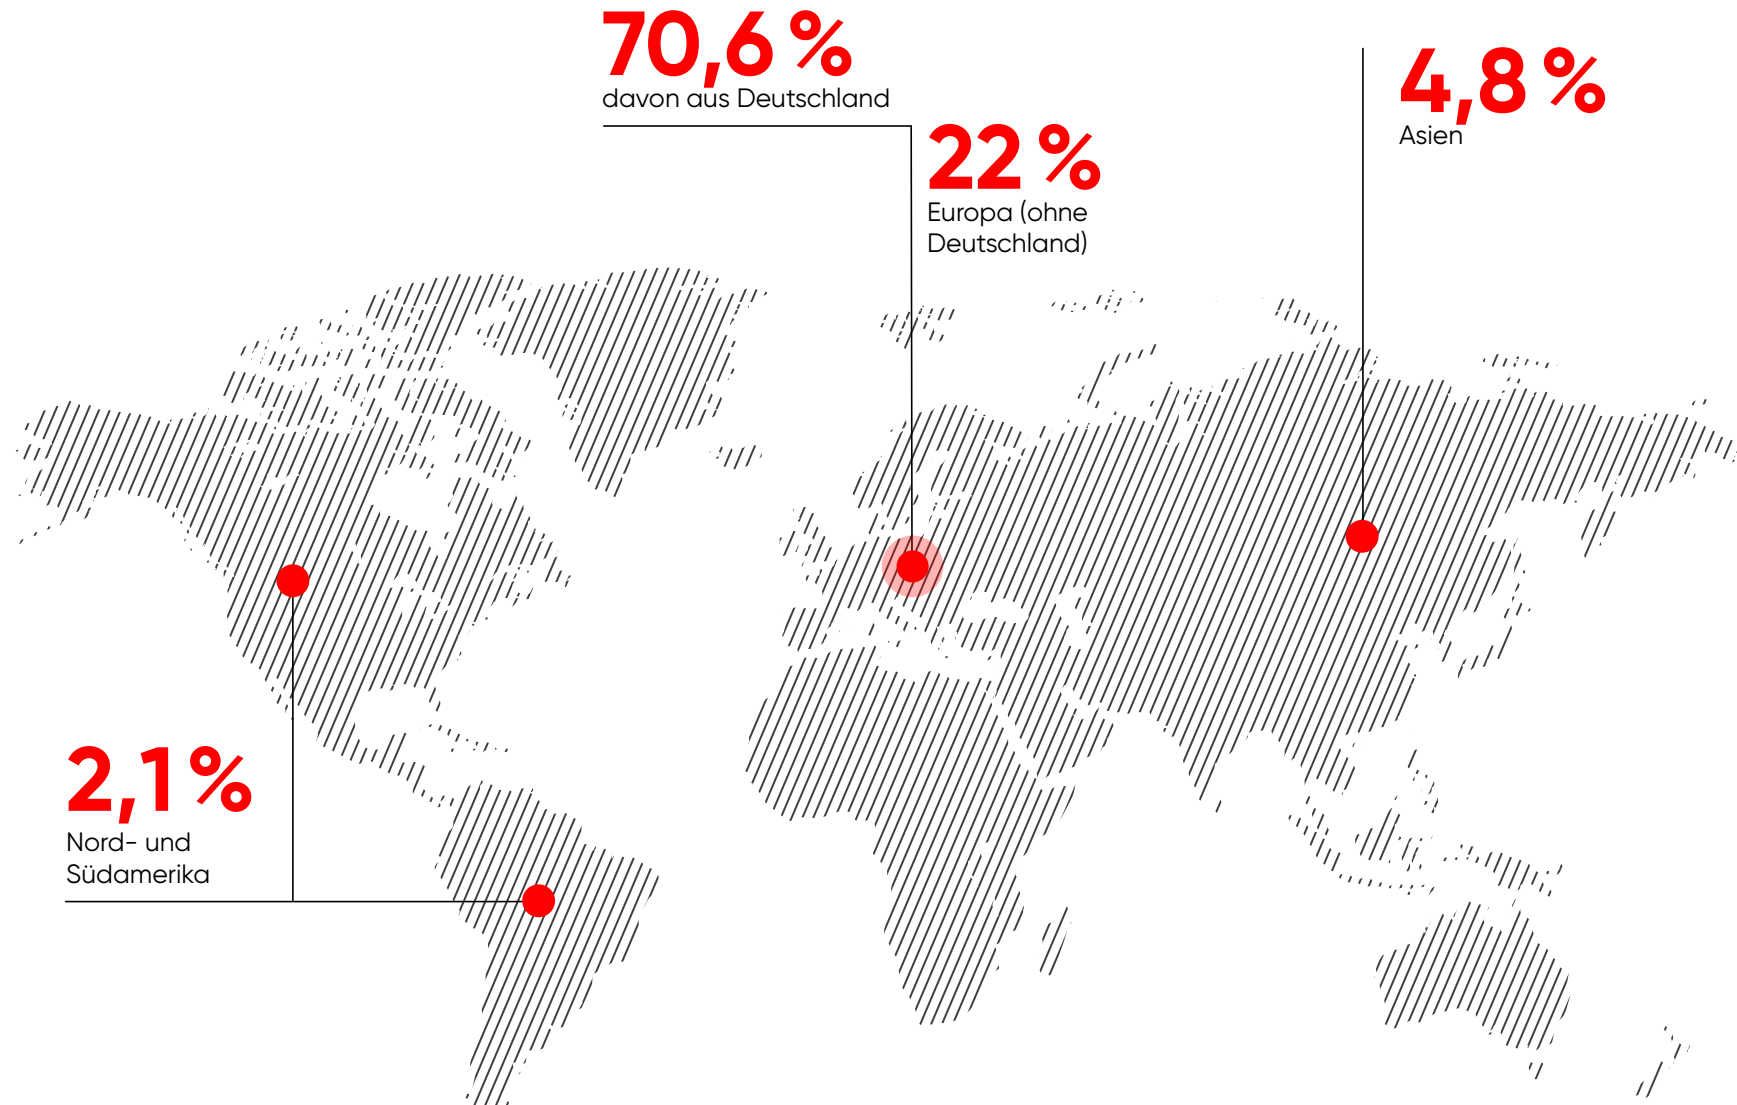 70,6 %
davon aus Deutschland
22 %
Europa (ohne
Deutschland)
4,8 %
Asien
2,1 %
Nord- und
Südamerika